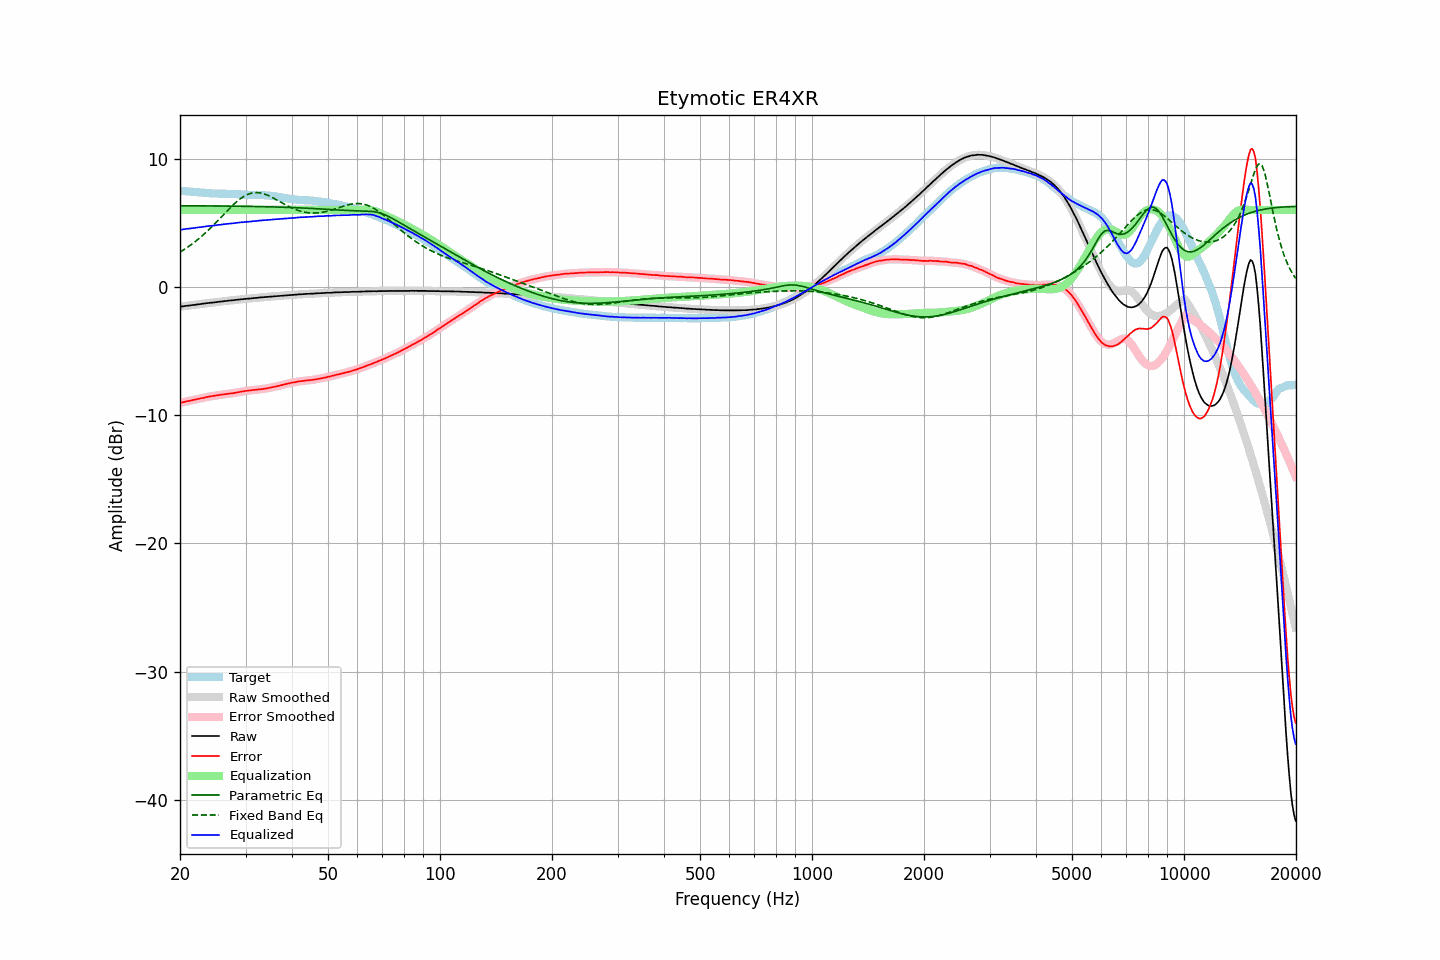 Etymotic ER4XR
10
0
−10
−20
−30
−40
Amplitude (dBr)
Target
Raw Smoothed
Error Smoothed
Raw
Error
Equalization
Parametric Eq
Fixed Band Eq
Equalized
20 50 100 200 500 1000 2000 5000 10000 20000
Frequency (Hz)